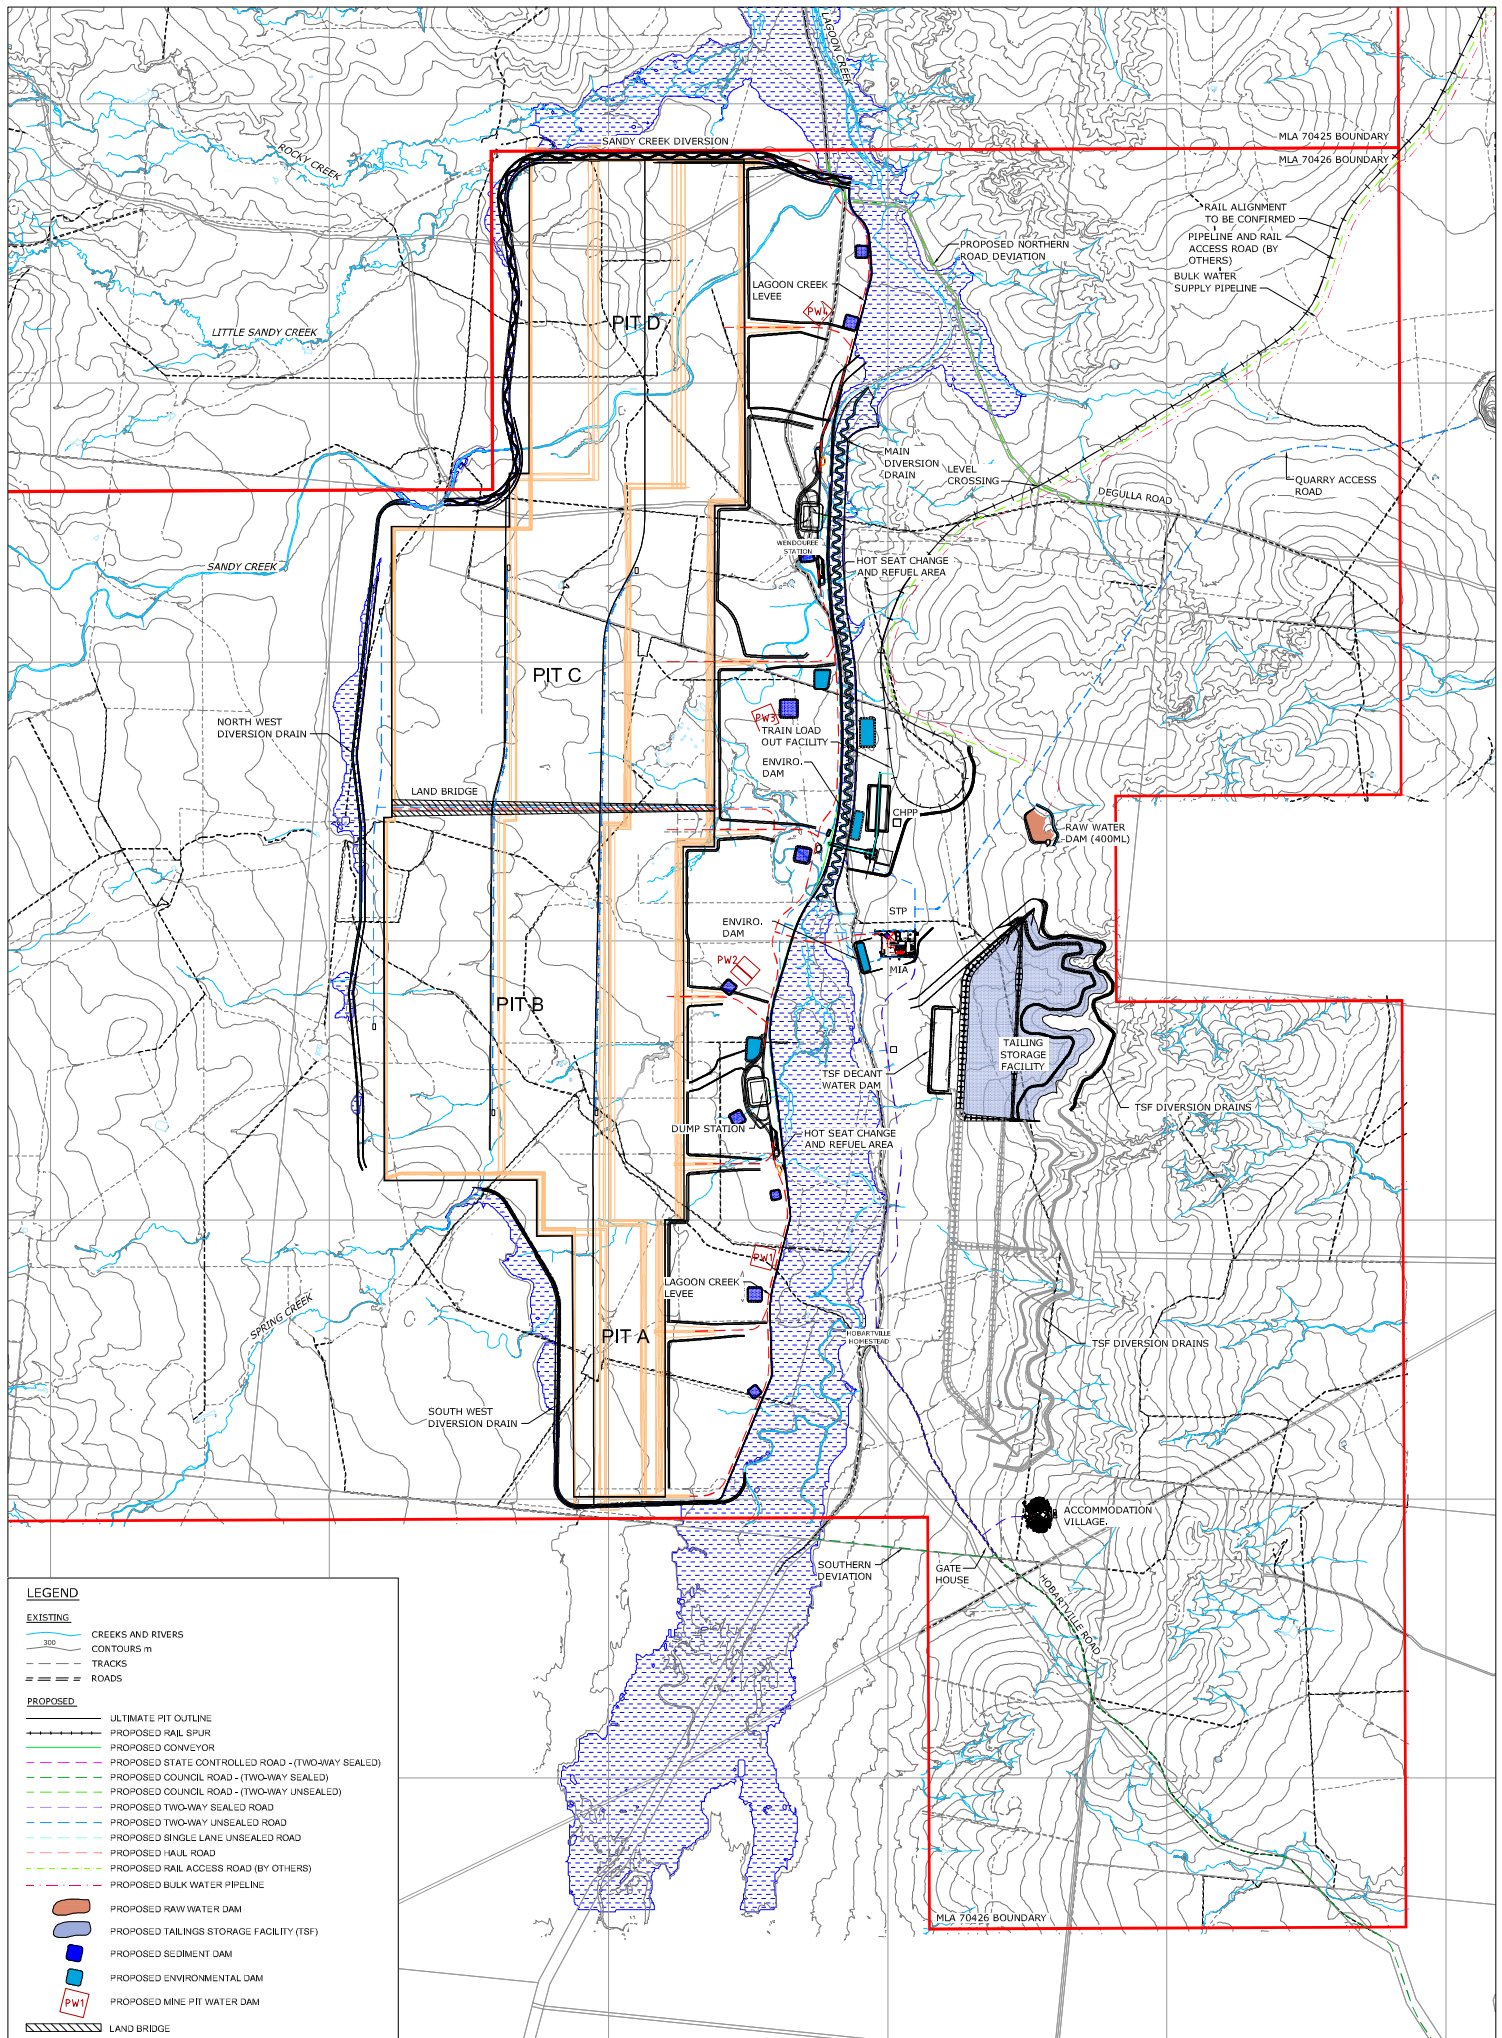 LAGOON CREEK
ROCKY CREEK
SANDY CREEK DIVERSION
MLA 70425 BOUNDARY
MLA 70426 BOUNDARY
RAIL ALIGNMENT
TO BE CONFIRMED
PIPELINE AND RAIL
ACCESS ROAD (BY
OTHERS)
BULK WATER
SUPPLY PIPELINE
PROPOSED NORTHERN
ROAD DEVIATION
LAGOON CREEK
LEVEE
PW4
PIT D
LITTLE SANDY CREEK
MAIN
DIVERSION
DRAIN
LEVEL
CROSSING
DEGULLA ROAD
QUARRY ACCESS
ROAD
WENDOUREE
STATION
HOT SEAT CHANGE
AND REFUEL AREA
SANDY CREEK
PIT C
NORTH WEST
DIVERSION DRAIN
PW3
TRAIN LOAD
OUT FACILITY
ENVIRO.
DAM
LAND BRIDGE
CHPP
RAW WATER
DAM (400ML)
STP
ENVIRO.
DAM
MIA
PW2
PIT B
TAILING
STORAGE
FACILITY
TSF DECANT
WATER DAM
TSF DIVERSION DRAINS
DUMP STATION
HOT SEAT CHANGE
AND REFUEL AREA
PW1
LAGOON CREEK
LEVEE
SPRING CREEK
PIT A
HOBARTVILLE
HOMESTEAD
TSF DIVERSION DRAINS
SOUTH WEST
DIVERSION DRAIN
ACCOMMODATION
VILLAGE.
SOUTHERN
DEVIATION
GATE
HOUSE
HOBARTVILLE ROAD
MLA 70426 BOUNDARY
LEGEND
EXISTING
CREEKS AND RIVERS
300
CONTOURS m
TRACKS
ROADS
PROPOSED
ULTIMATE PIT OUTLINE
PROPOSED RAIL SPUR
PROPOSED CONVEYOR
PROPOSED STATE CONTROLLED ROAD - (TWO-WAY SEALED)
PROPOSED COUNCIL ROAD - (TWO-WAY SEALED)
PROPOSED COUNCIL ROAD - (TWO-WAY UNSEALED)
PROPOSED TWO-WAY SEALED ROAD
PROPOSED TWO-WAY UNSEALED ROAD
PROPOSED SINGLE LANE UNSEALED ROAD
PROPOSED HAUL ROAD
PROPOSED RAIL ACCESS ROAD (BY OTHERS)
PROPOSED BULK WATER PIPELINE
PROPOSED RAW WATER DAM
PROPOSED TAILINGS STORAGE FACILITY (TSF)
PROPOSED SEDIMENT DAM
PROPOSED ENVIRONMENTAL DAM
PW1
PROPOSED MINE PIT WATER DAM
LAND BRIDGE